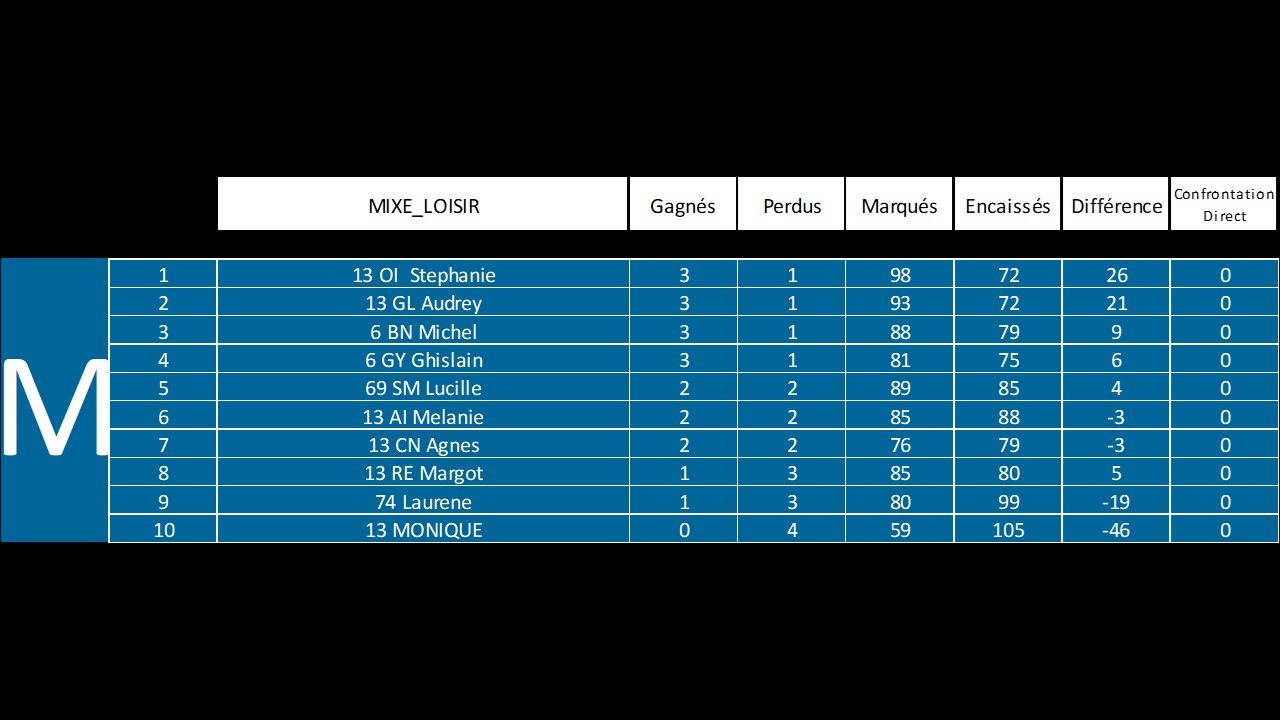 MIXE_LOISIR Gagnés Perdus Marqués Encaissés Différence Confrontation Direct
M
1 13 OI  Stephanie 3 1 98 72 26 0
2 13 GL Audrey 3 1 93 72 21 0
3 6 BN Michel 3 1 88 79 9 0
4 6 GY Ghislain 3 1 81 75 6 0
5 69 SM Lucille 2 2 89 85 4 0
6 13 AI Melanie 2 2 85 88 -3 0
7 13 CN Agnes 2 2 76 79 -3 0
8 13 RE Margot 1 3 85 80 5 0
9 74 Laurene 1 3 80 99 -19 0
10 13 MONIQUE 0 4 59 105 -46 0